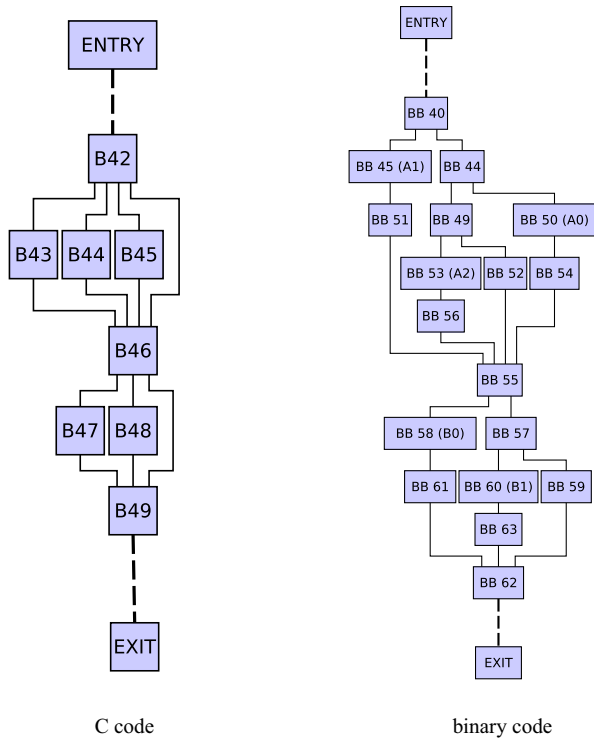 ENTRY
B42
B43 B44 B45
B46
B47 B48
B49
EXIT
C code
ENTRY
BB 40
BB 45 (A1) BB 44
BB 51 BB 49 BB 50 (A0)
BB 53 (A2) BB 52 BB 54
BB 56
BB 55
BB 58 (B0) BB 57
BB 61 BB 60 (B1) BB 59
BB 63
BB 62
EXIT
binary code